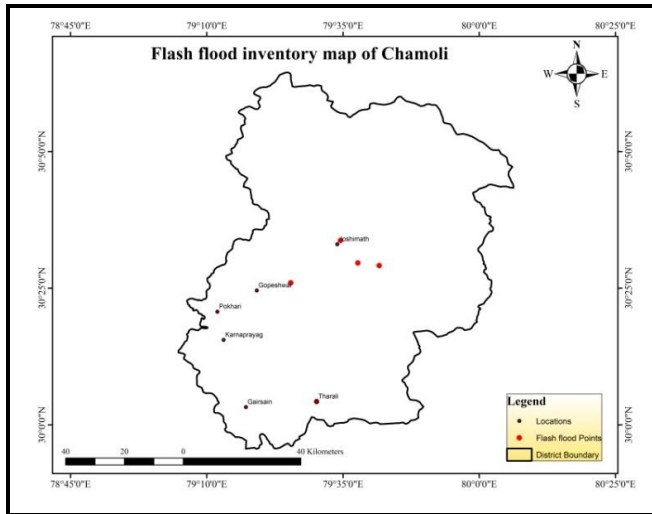 78°45'0"E 79°10'0"E 79°35'0"E 80°0'0"E 80°25'0"E
Flash flood inventory map of Chamoli
N
W E
S
30°50'0"N 30°50'0"N
Joshimath
30°25'0"N 30°25'0"N
Gopeshwar
Pokhari
Karnaprayag
Gairsain
Tharali
30°0'0"N 30°0'0"N
Legend
Locations
Flash flood Points
District Boundary
40 20 0 40 Kilometers
78°45'0"E 79°10'0"E 79°35'0"E 80°0'0"E 80°25'0"E